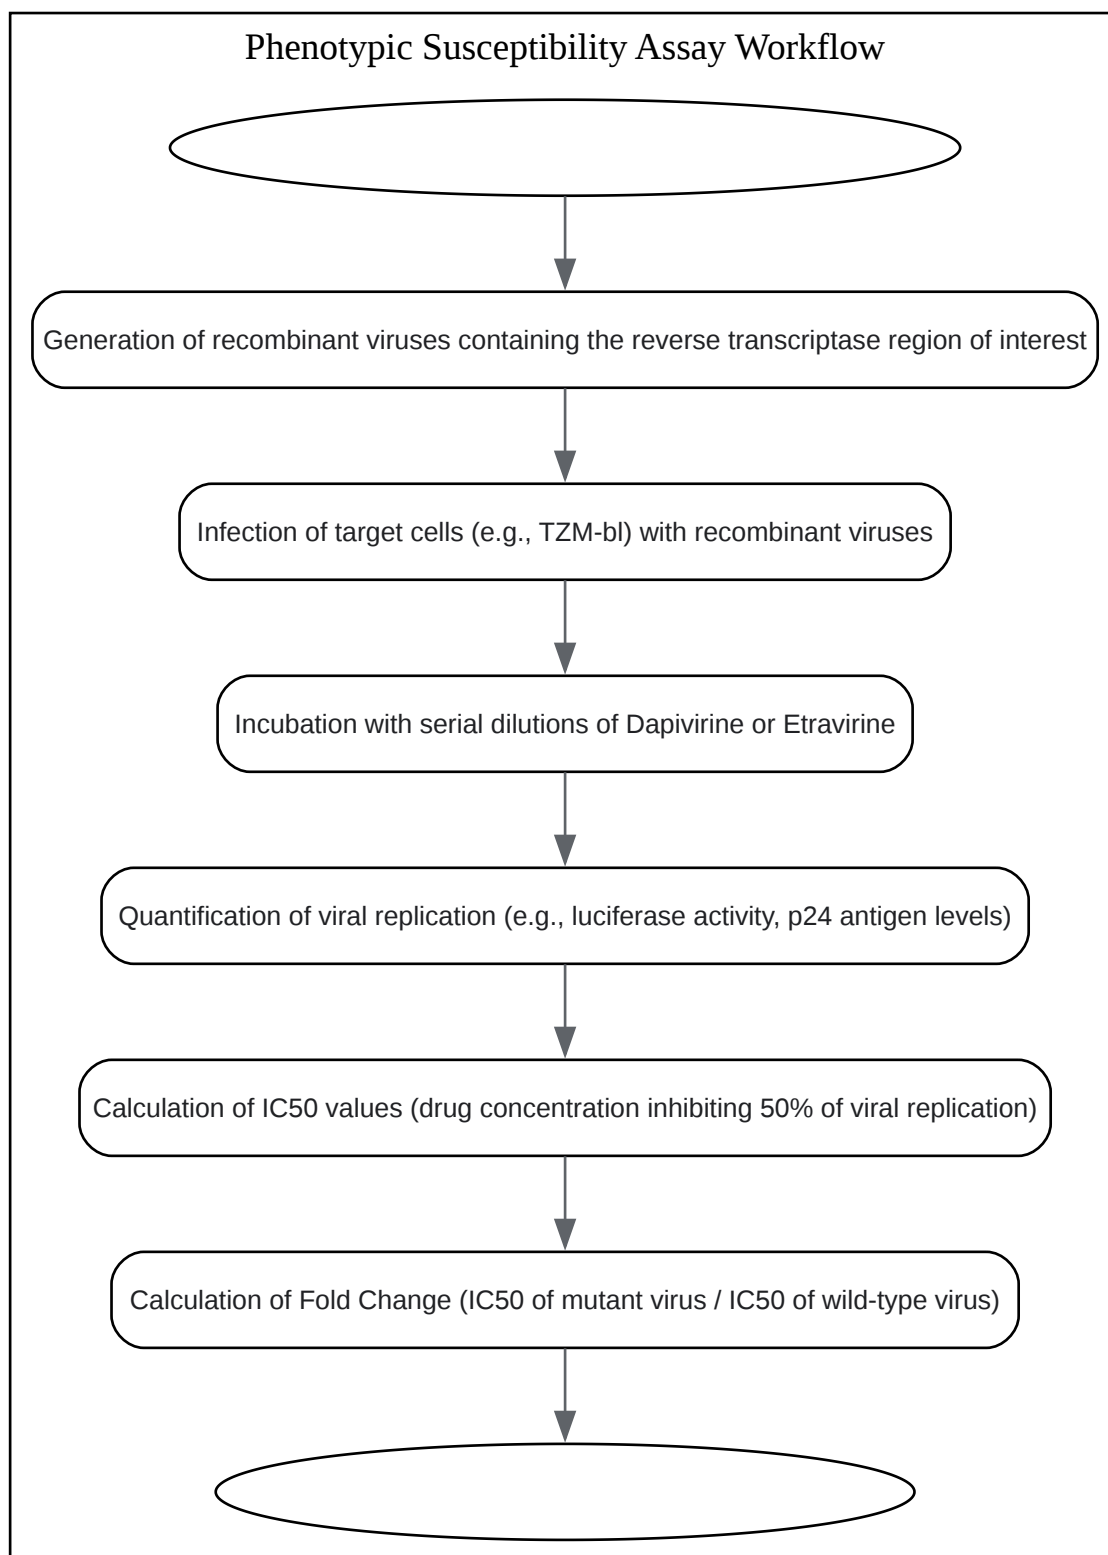 Phenotypic Susceptibility Assay Workflow
Generation of recombinant viruses containing the reverse transcriptase region of interest
Infection of target cells (e.g., TZM-bl) with recombinant viruses
Incubation with serial dilutions of Dapivirine or Etravirine
Quantification of viral replication (e.g., luciferase activity, p24 antigen levels)
Calculation of IC50 values (drug concentration inhibiting 50% of viral replication)
Calculation of Fold Change (IC50 of mutant virus / IC50 of wild-type virus)